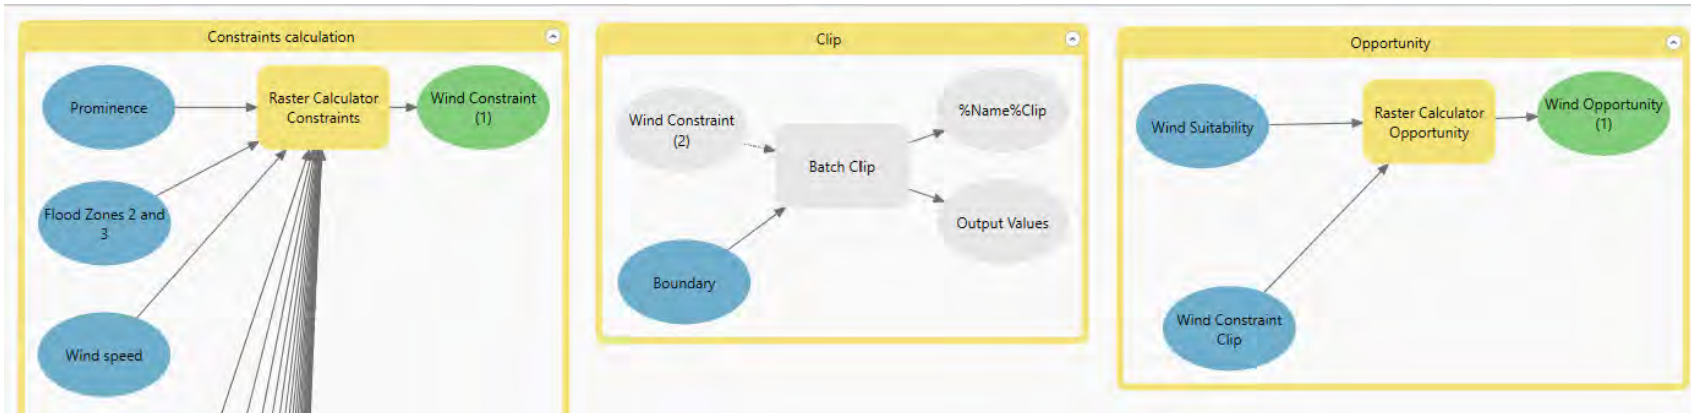 Constraints calculation
Prominence
Raster Calculator
Constraints
Wind Constraint
(1)
Flood Zones 2 and
3
Wind speed
Clip
Wind Constraint
(2)
Batch Clip
%Name%Clip
Output Values
Boundary
Opportunity
Wind Suitability
Raster Calculator
Opportunity
Wind Opportunity
(1)
Wind Constraint
Clip